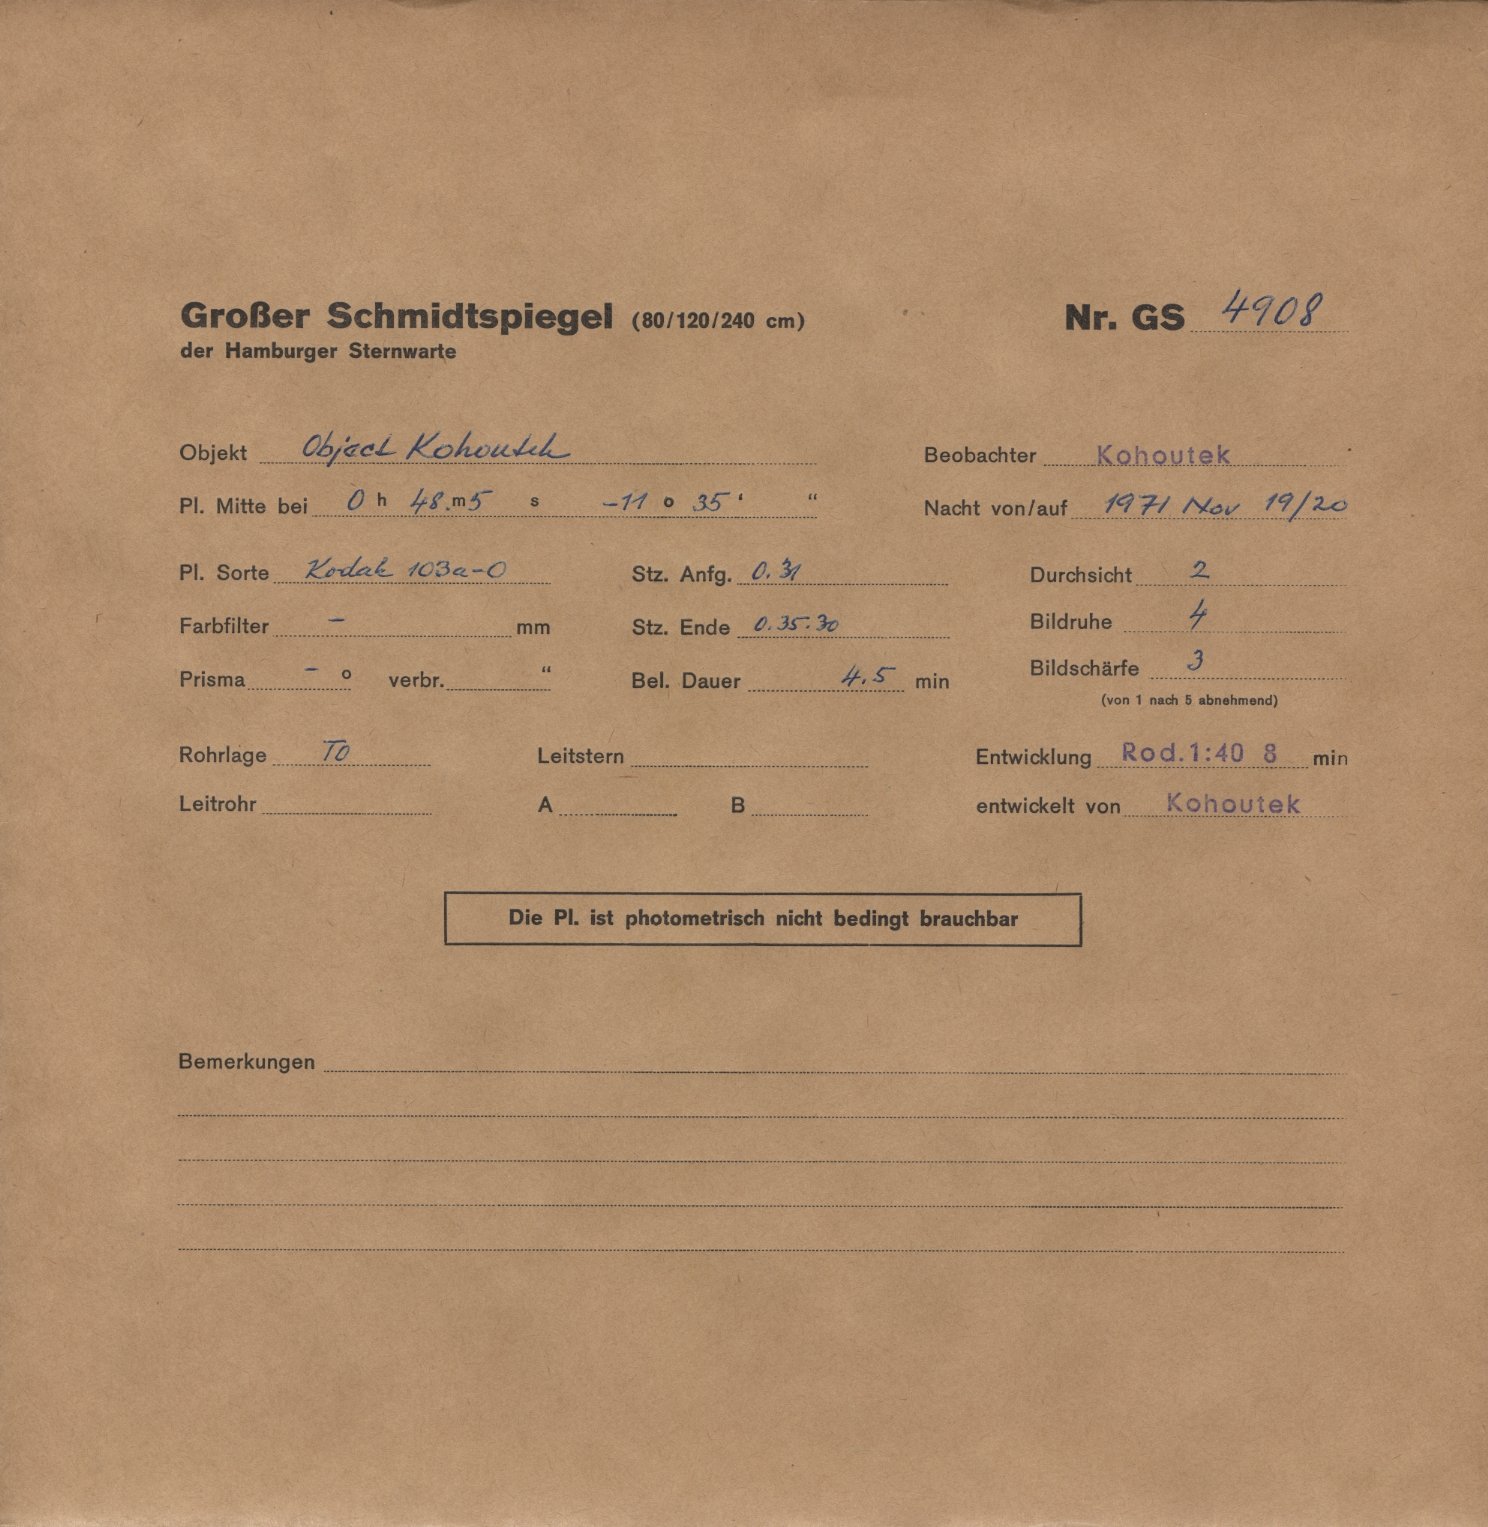 Großer Schmidtspiegel (80/120/240 cm) Nr. GS 4908
der Hamburger Sternwarte
Objekt Object Kohoutek Beobachter Kohoutek
Pl. Mitte bei 0 h 48.m5 s -11 o 35 ' “ Nacht von/auf 1971 Nov 19/20
Pl. Sorte Kodak 103a-O Stz. Anfg. 0.31 Durchsicht 2
Farbfilter – mm Stz. Ende 0.35.30 Bildruhe 4
Prisma – o verbr. “ Bel. Dauer 4.5 min Bildschärfe 3
(von 1 nach 5 abnehmend)
Rohrlage TO Leitstern Entwicklung Rod.1:40 8 min
Leitrohr A B entwickelt von Kohoutek
Die Pl. ist photometrisch nicht bedingt brauchbar
Bemerkungen